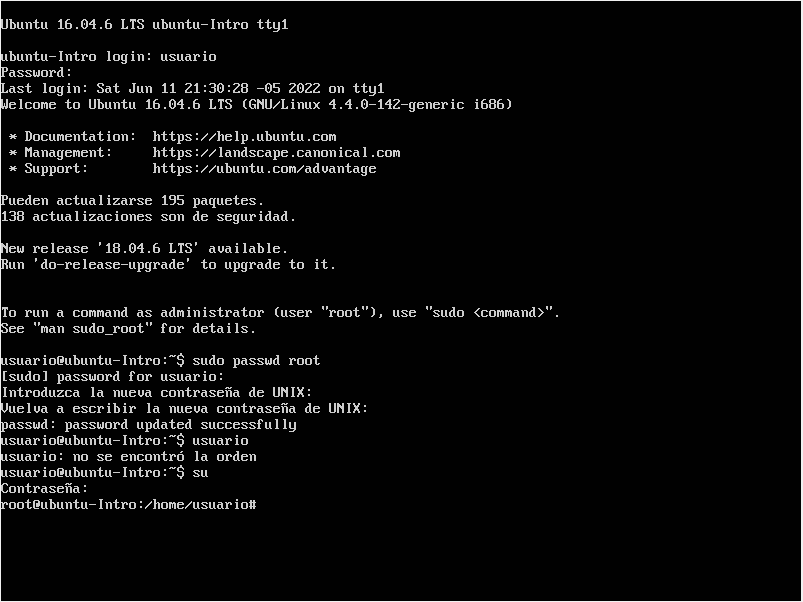 Ubuntu 16.04.6 LTS ubuntu-Intro tty1
ubuntu-Intro login: usuario
Password:
Last login: Sat Jun 11 21:30:28 -05 2022 on tty1
Welcome to Ubuntu 16.04.6 LTS (GNU/Linux 4.4.0-142-generic i686)
* Documentation:  https://help.ubuntu.com
* Management:     https://landscape.canonical.com
* Support:        https://ubuntu.com/advantage
Pueden actualizarse 195 paquetes.
138 actualizaciones son de seguridad.
New release '18.04.6 LTS' available.
Run 'do-release-upgrade' to upgrade to it.
To run a command as administrator (user "root"), use "sudo <command>".
See "man sudo_root" for details.
usuario@ubuntu-Intro:~$ sudo passwd root
[sudo] password for usuario:
Introduzca la nueva contraseña de UNIX:
Vuelva a escribir la nueva contraseña de UNIX:
passwd: password updated successfully
usuario@ubuntu-Intro:~$ usuario
usuario: no se encontró la orden
usuario@ubuntu-Intro:~$ su
Contraseña:
root@ubuntu-Intro:/home/usuario#